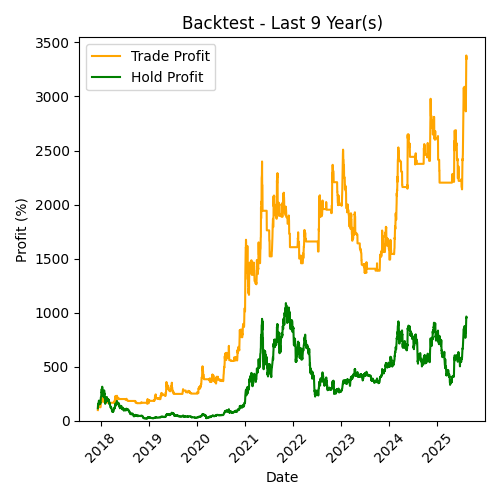 Backtest - Last 9 Year(s)
Trade Profit
Hold Profit
Profit (%)
3500
3000
2500
2000
1500
1000
500
0
2018 2019 2020 2021 2022 2023 2024 2025
Date